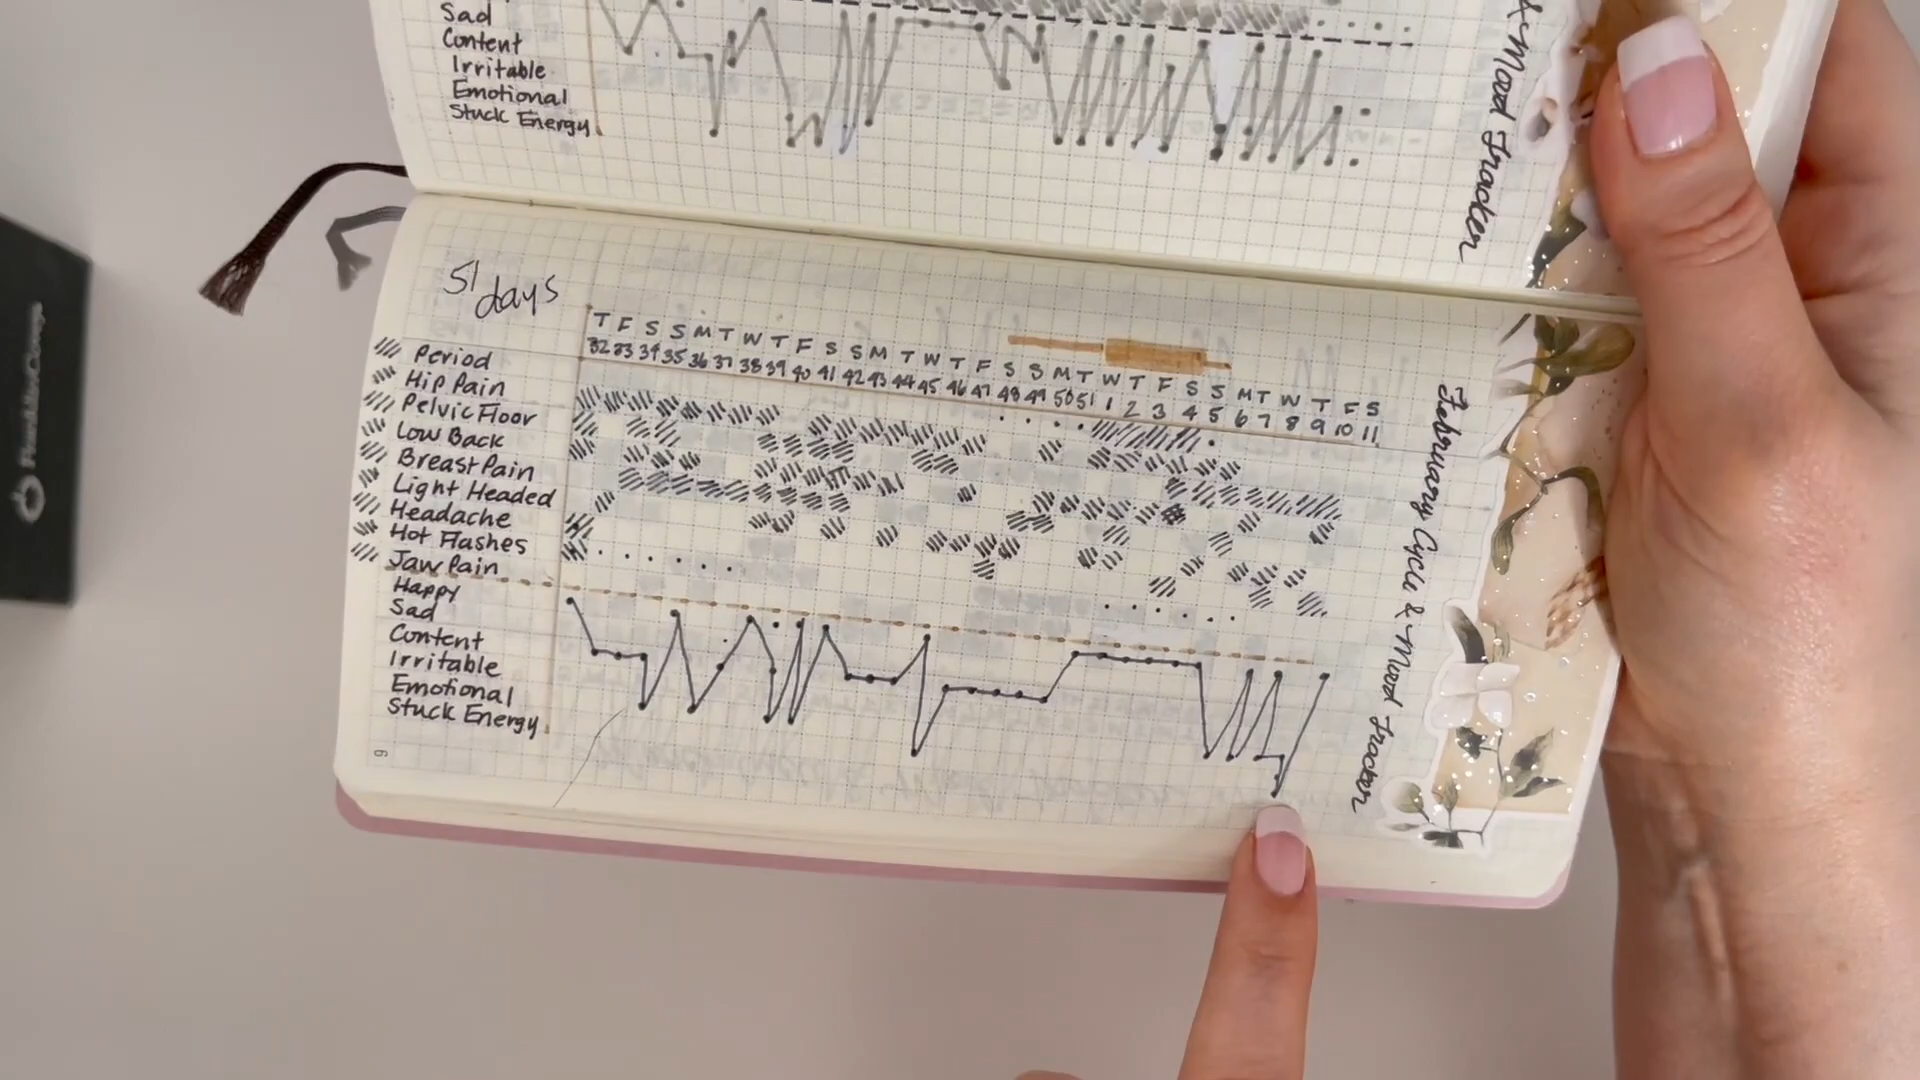 Sad
Content
Irritable
Emotional
Stuck Energy
& Mood Tracker
51 days
T F S S M T W T F S S M T W T F S S M T W T F S S M T W T F S
32 33 34 35 36 37 38 39 40 41 42 43 44 45 46 47 48 49 50 51 1 2 3 4 5 6 7 8 9 10 11
Period
Hip Pain
Pelvic Floor
Low Back
Breast Pain
Light Headed
Headache
Hot Flashes
Jaw Pain
Happy
Sad
Content
Irritable
Emotional
Stuck Energy
February Cycle & Mood Tracker
9